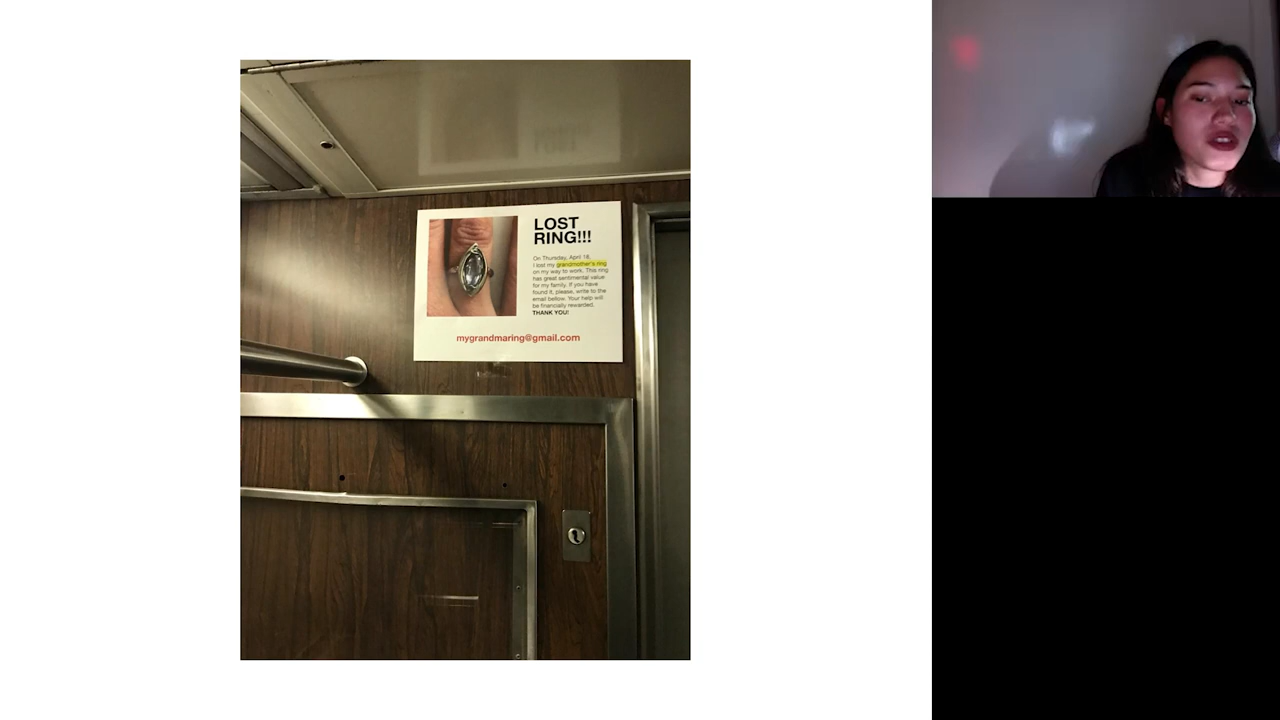 LOST
RING!!!
On Thursday, April 18,
I lost my grandmother's ring
on my way to work. This ring
has great sentimental value
for my family. If you have
found it, please, write to the
email bellow. Your help will
be financially rewarded.
THANK YOU!
mygrandmaring@gmail.com